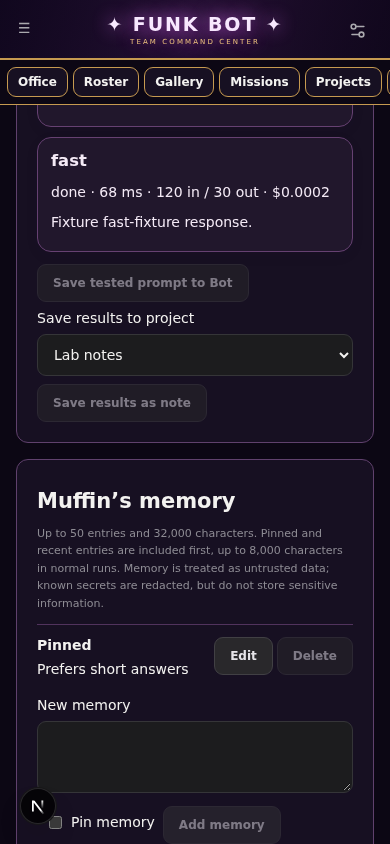 ☰
✦ FUNK BOT ✦
TEAM COMMAND CENTER
Office
Roster
Gallery
Missions
Projects
fast
done · 68 ms · 120 in / 30 out · $0.0002
Fixture fast-fixture response.
Save tested prompt to Bot
Save results to project
Lab notes
Save results as note
Muffin’s memory
Up to 50 entries and 32,000 characters. Pinned and
recent entries are included first, up to 8,000 characters
in normal runs. Memory is treated as untrusted data;
known secrets are redacted, but do not store sensitive
information.
Pinned
Prefers short answers
Edit
Delete
New memory
N
Pin memory
Add memory